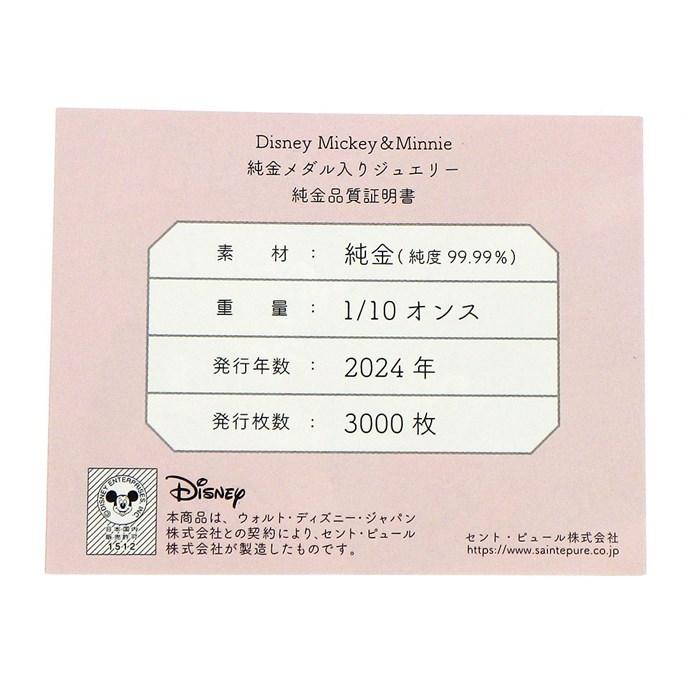 Disney Mickey&Minnie
純金メダル入りジュエリー
純金品質証明書
素材： 純金(純度99.99%)
重量： 1/10オンス
発行年数： 2024年
発行枚数： 3000枚
©DISNEY ENTERPRISES, INC
日本国内
販売許可
1512
Disney
本商品は、ウォルト・ディズニー・ジャパン
株式会社との契約により、セント・ピュール
株式会社が製造したものです。
セント・ピュール株式会社
https://www.saintepure.co.jp